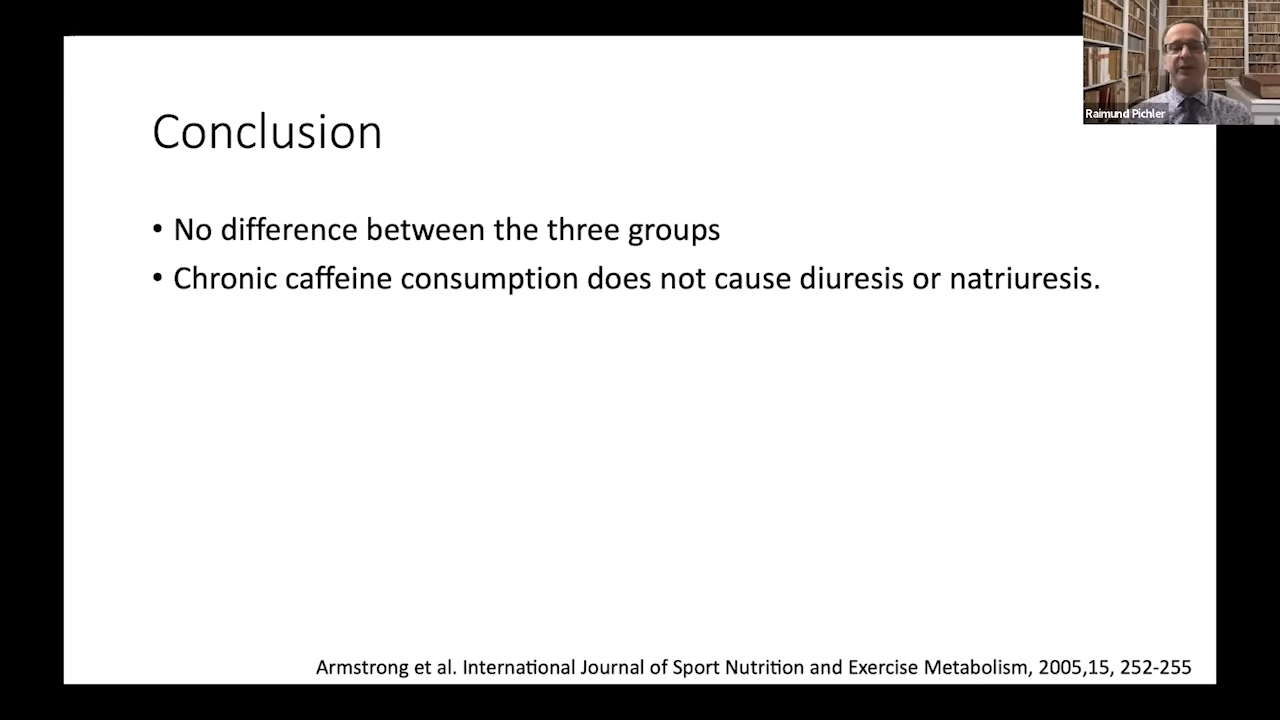 Conclusion
• No difference between the three groups
• Chronic caffeine consumption does not cause diuresis or natriuresis.
Armstrong et al. International Journal of Sport Nutrition and Exercise Metabolism, 2005,15, 252-255
Raimund Pichler